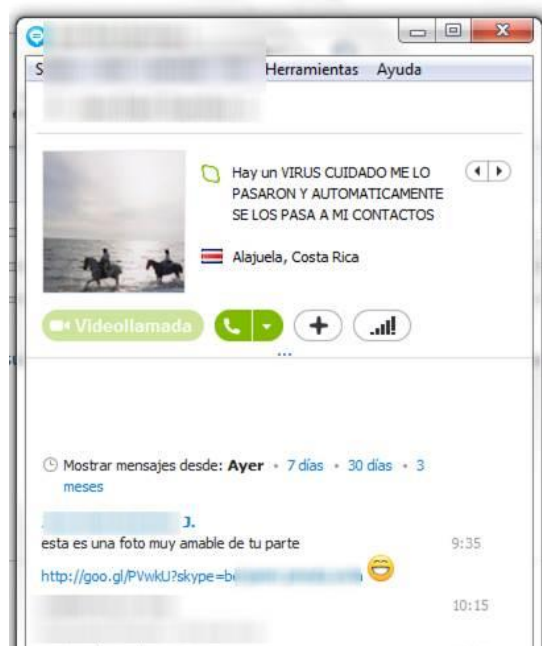 S
Herramientas Ayuda
Hay un VIRUS CUIDADO ME LO
PASARON Y AUTOMATICAMENTE
SE LOS PASA A MI CONTACTOS
Alajuela, Costa Rica
Videollamada
Mostrar mensajes desde: Ayer • 7 días • 30 días • 3
meses
J.
esta es una foto muy amable de tu parte 9:35
http://goo.gl/PVwkU?skype=b
10:15